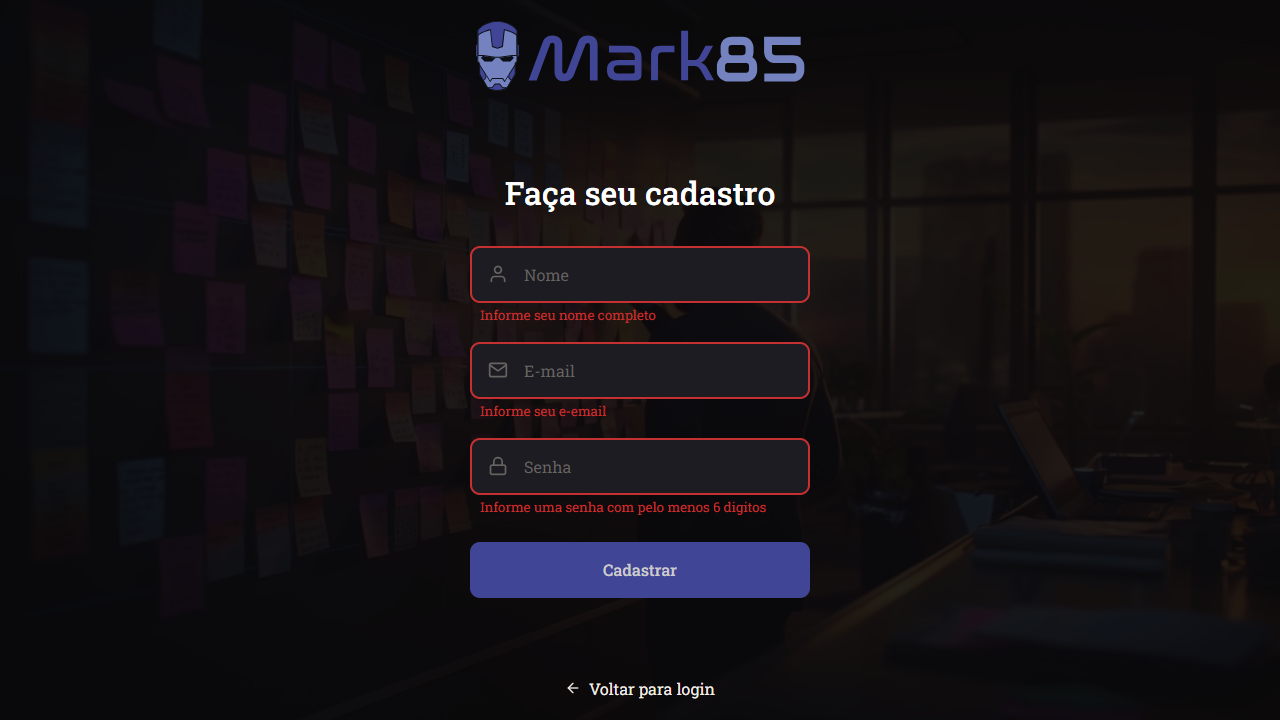 Mark85
Faça seu cadastro
Nome
Informe seu nome completo
E-mail
Informe seu e-email
Senha
Informe uma senha com pelo menos 6 digitos
Cadastrar
Voltar para login